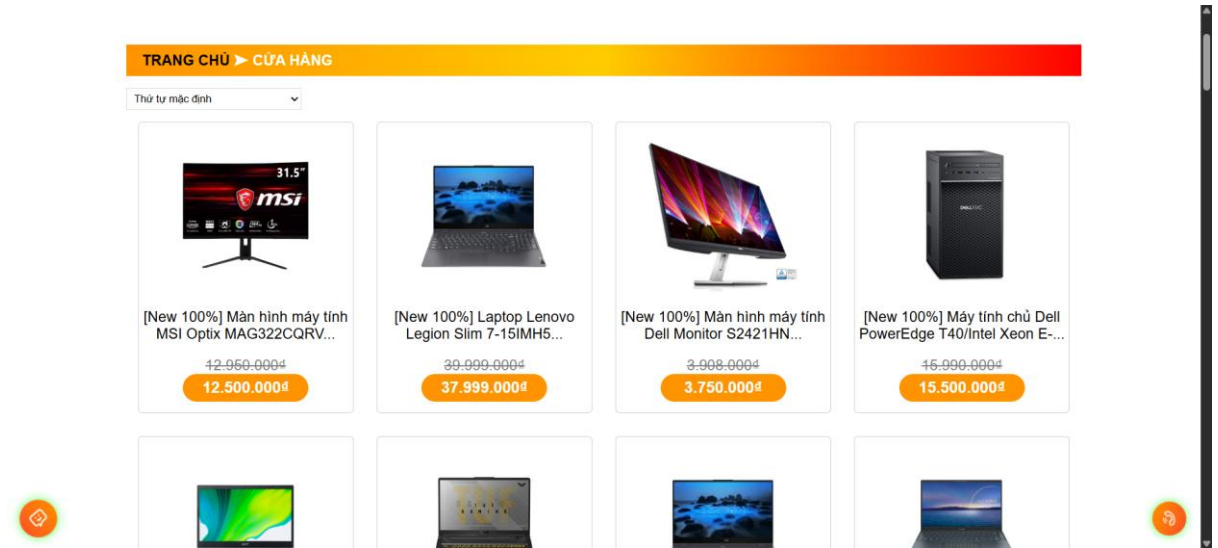 TRANG CHỦ ➤ CỬA HÀNG
Thứ tự mặc định
31.5"
msi
DELL EMC
[New 100%] Màn hình máy tính
MSI Optix MAG322CQRV...
12.950.000₫
12.500.000₫
[New 100%] Laptop Lenovo
Legion Slim 7-15IMH5...
39.999.000₫
37.999.000₫
[New 100%] Màn hình máy tính
Dell Monitor S2421HN...
3.908.000₫
3.750.000₫
[New 100%] Máy tính chủ Dell
PowerEdge T40/Intel Xeon E-...
15.990.000₫
15.500.000₫